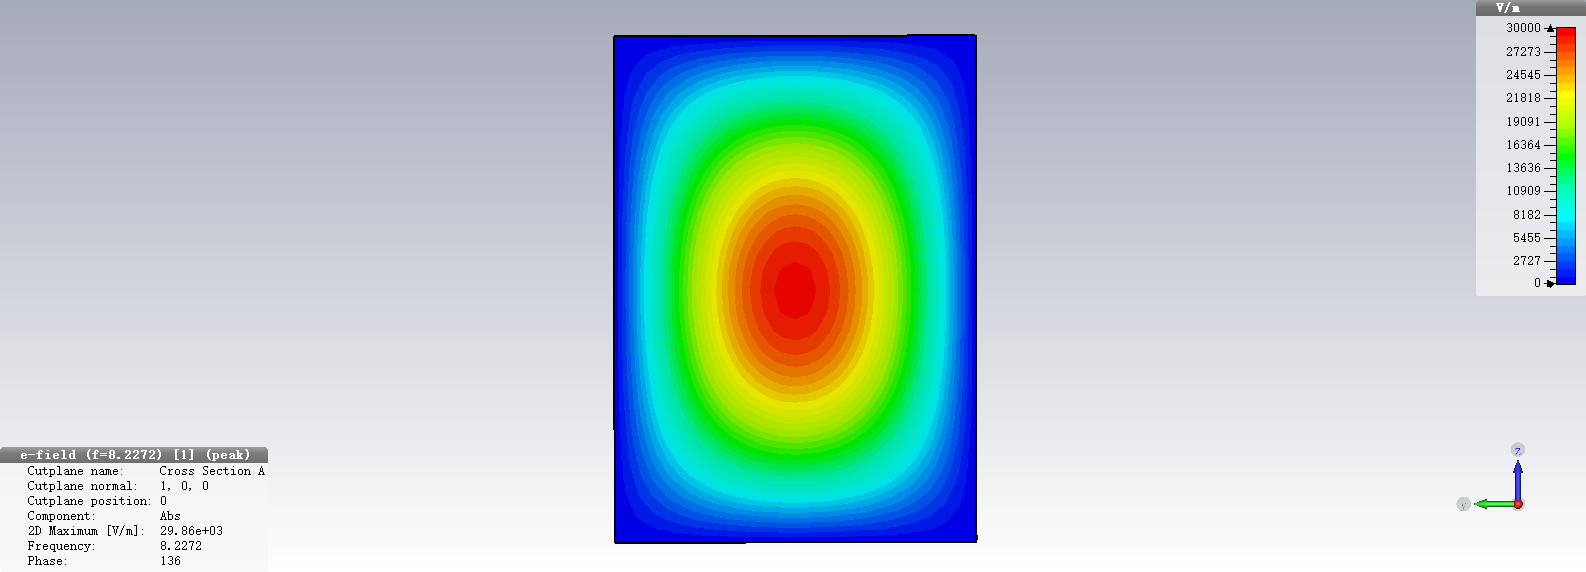 V/m
30000
27273
24545
21818
19091
16364
13636
10909
8182
5455
2727
0
e-field (f=8.2272) [1] (peak)
Cutplane name: Cross Section A
Cutplane normal: 1, 0, 0
Cutplane position: 0
Component: Abs
2D Maximum [V/m]: 29.86e+03
Frequency: 8.2272
Phase: 136
z
y